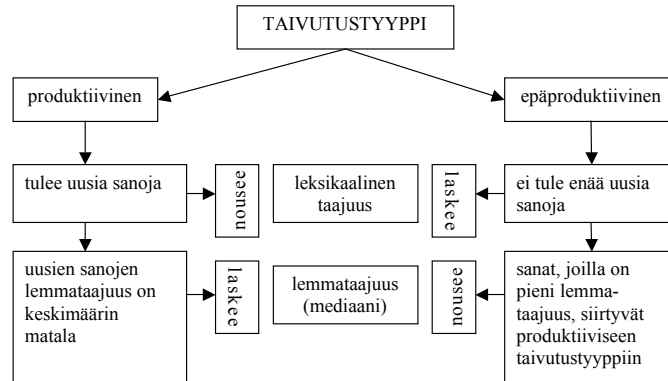 TAIVUTUSTYYPPI
produktiivinen
epäproduktiivinen
tulee uusia sanoja
nousee
leksikaalinen
taajuus
laskee
ei tule enää uusia
sanoja
uusien sanojen
lemmataajuus on
keskimäärin
matala
laskee
lemmataajuus
(mediaani)
nousee
sanat, joilla on
pieni lemma-
taajuus, siirtyvät
produktiiviseen
taivutustyyppiin